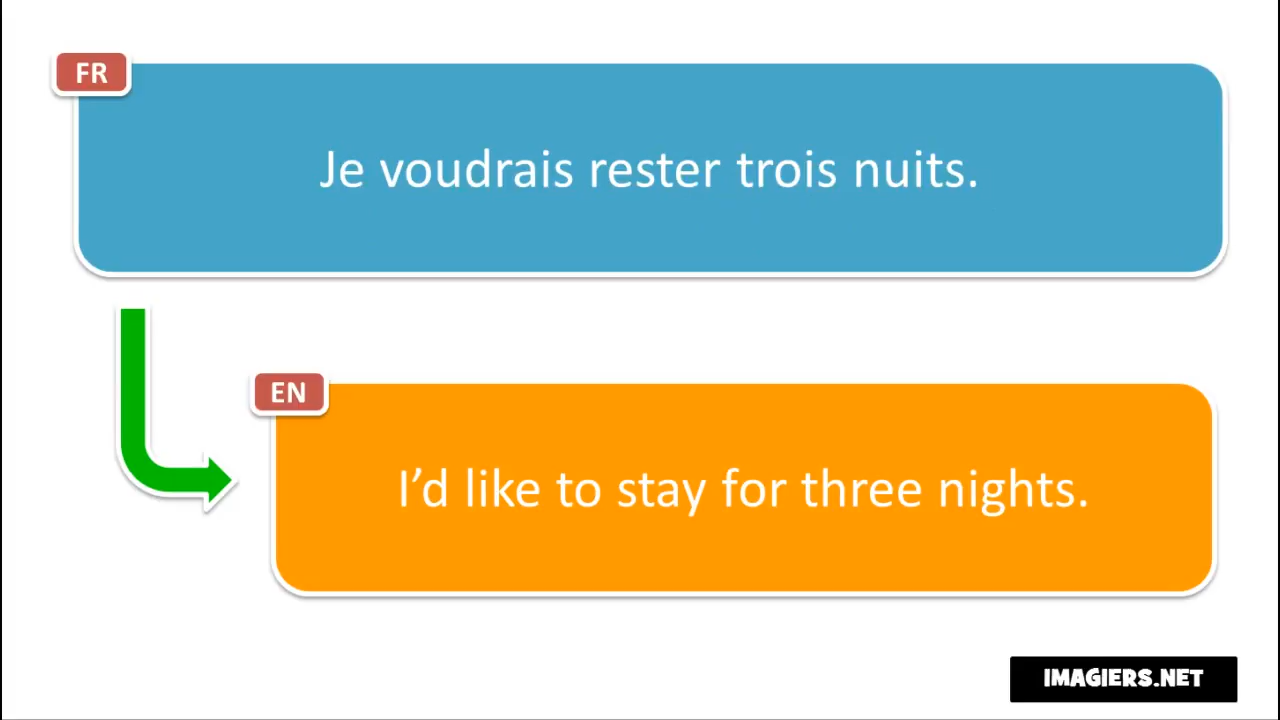 FR
Je voudrais rester trois nuits.
EN
I’d like to stay for three nights.
IMAGIERS.NET